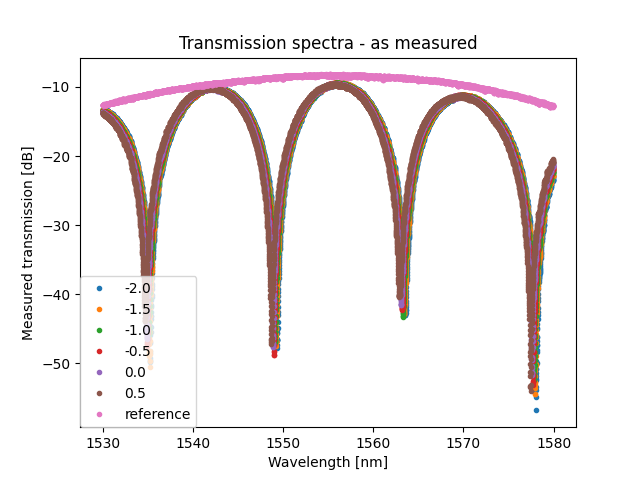 Transmission spectra - as measured
Measured transmission [dB]
−10
−20
−30
−40
−50
-2.0
-1.5
-1.0
-0.5
0.0
0.5
reference
1530 1540 1550 1560 1570 1580
Wavelength [nm]